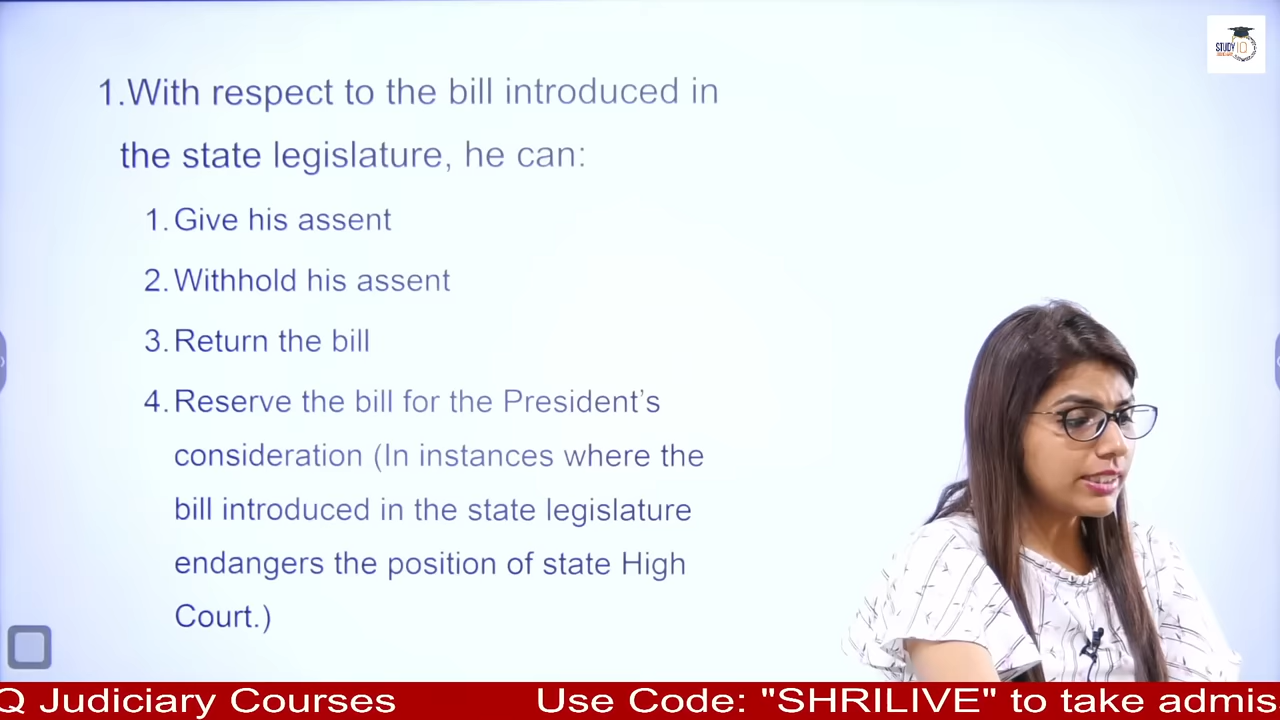 STUDY IQ
1.With respect to the bill introduced in
the state legislature, he can:
1. Give his assent
2. Withhold his assent
3. Return the bill
4. Reserve the bill for the President’s
consideration (In instances where the
bill introduced in the state legislature
endangers the position of state High
Court.)
Q Judiciary Courses Use Code: "SHRILIVE" to take admis